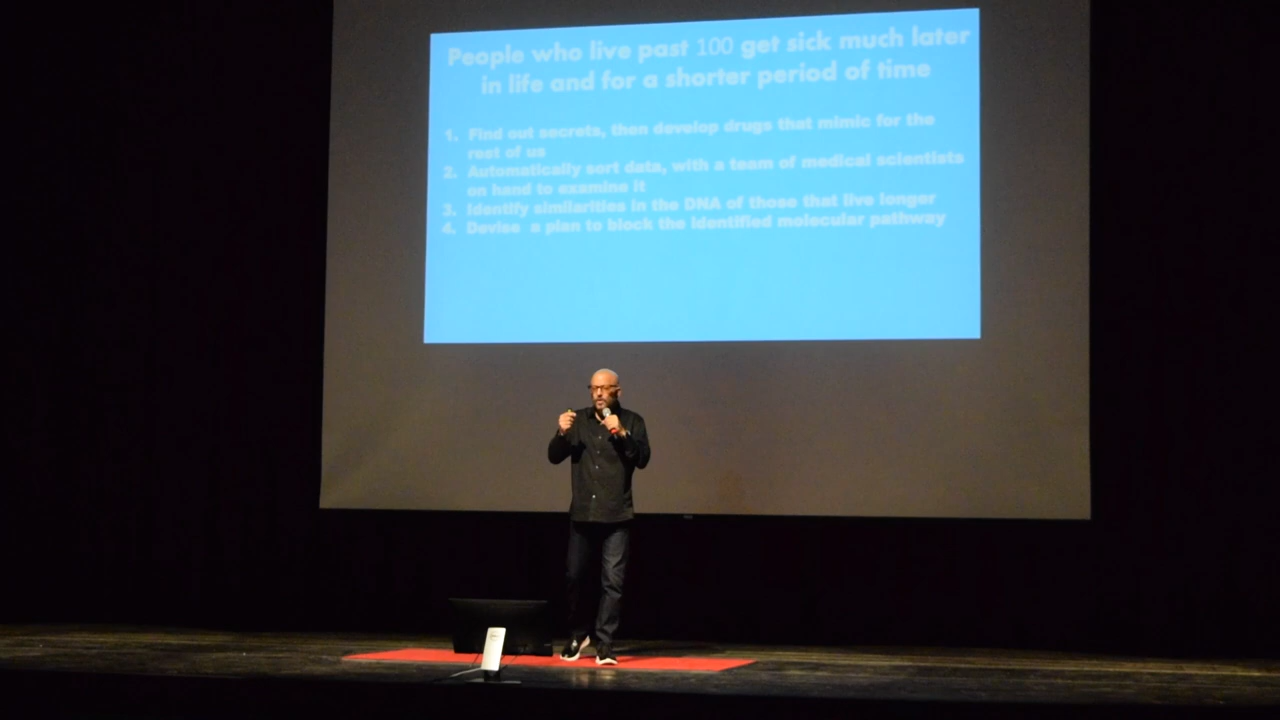 People who live past 100 get sick much later
in life and for a shorter period of time
1. Find out secrets, then develop drugs that mimic for the
rest of us
2. Automatically sort data, with a team of medical scientists
on hand to examine it
3. Identify similarities in the DNA of those that live longer
4. Devise a plan to block the identified molecular pathway